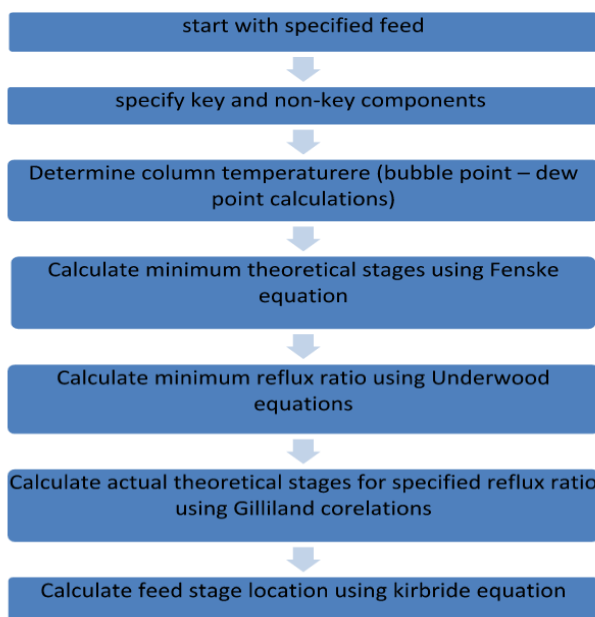 start with specified feed
specify key and non-key components
Determine column temperaturere (bubble point – dew
point calculations)
Calculate minimum theoretical stages using Fenske
equation
Calculate minimum reflux ratio using Underwood
equations
Calculate actual theoretical stages for specified reflux ratio
using Gilliland corelations
Calculate feed stage location using kirbride equation